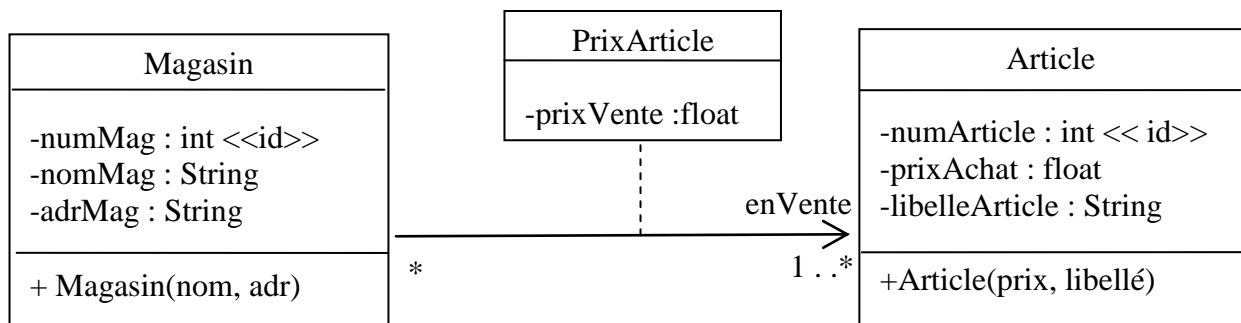 Magasin
-numMag : int <<id>>
-nomMag : String
-adrMag : String
+ Magasin(nom, adr)
PrixArticle
-prixVente :float
enVente
*
1 . .*
Article
-numArticle : int << id>>
-prixAchat : float
-libelleArticle : String
+Article(prix, libellé)